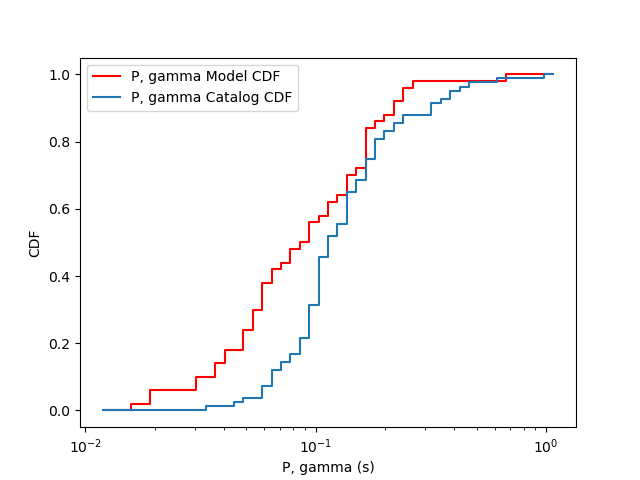 P, gamma Model CDF
P, gamma Catalog CDF
1.0
0.8
0.6
0.4
0.2
0.0
CDF
10⁻² 10⁻¹ 10⁰
P, gamma (s)